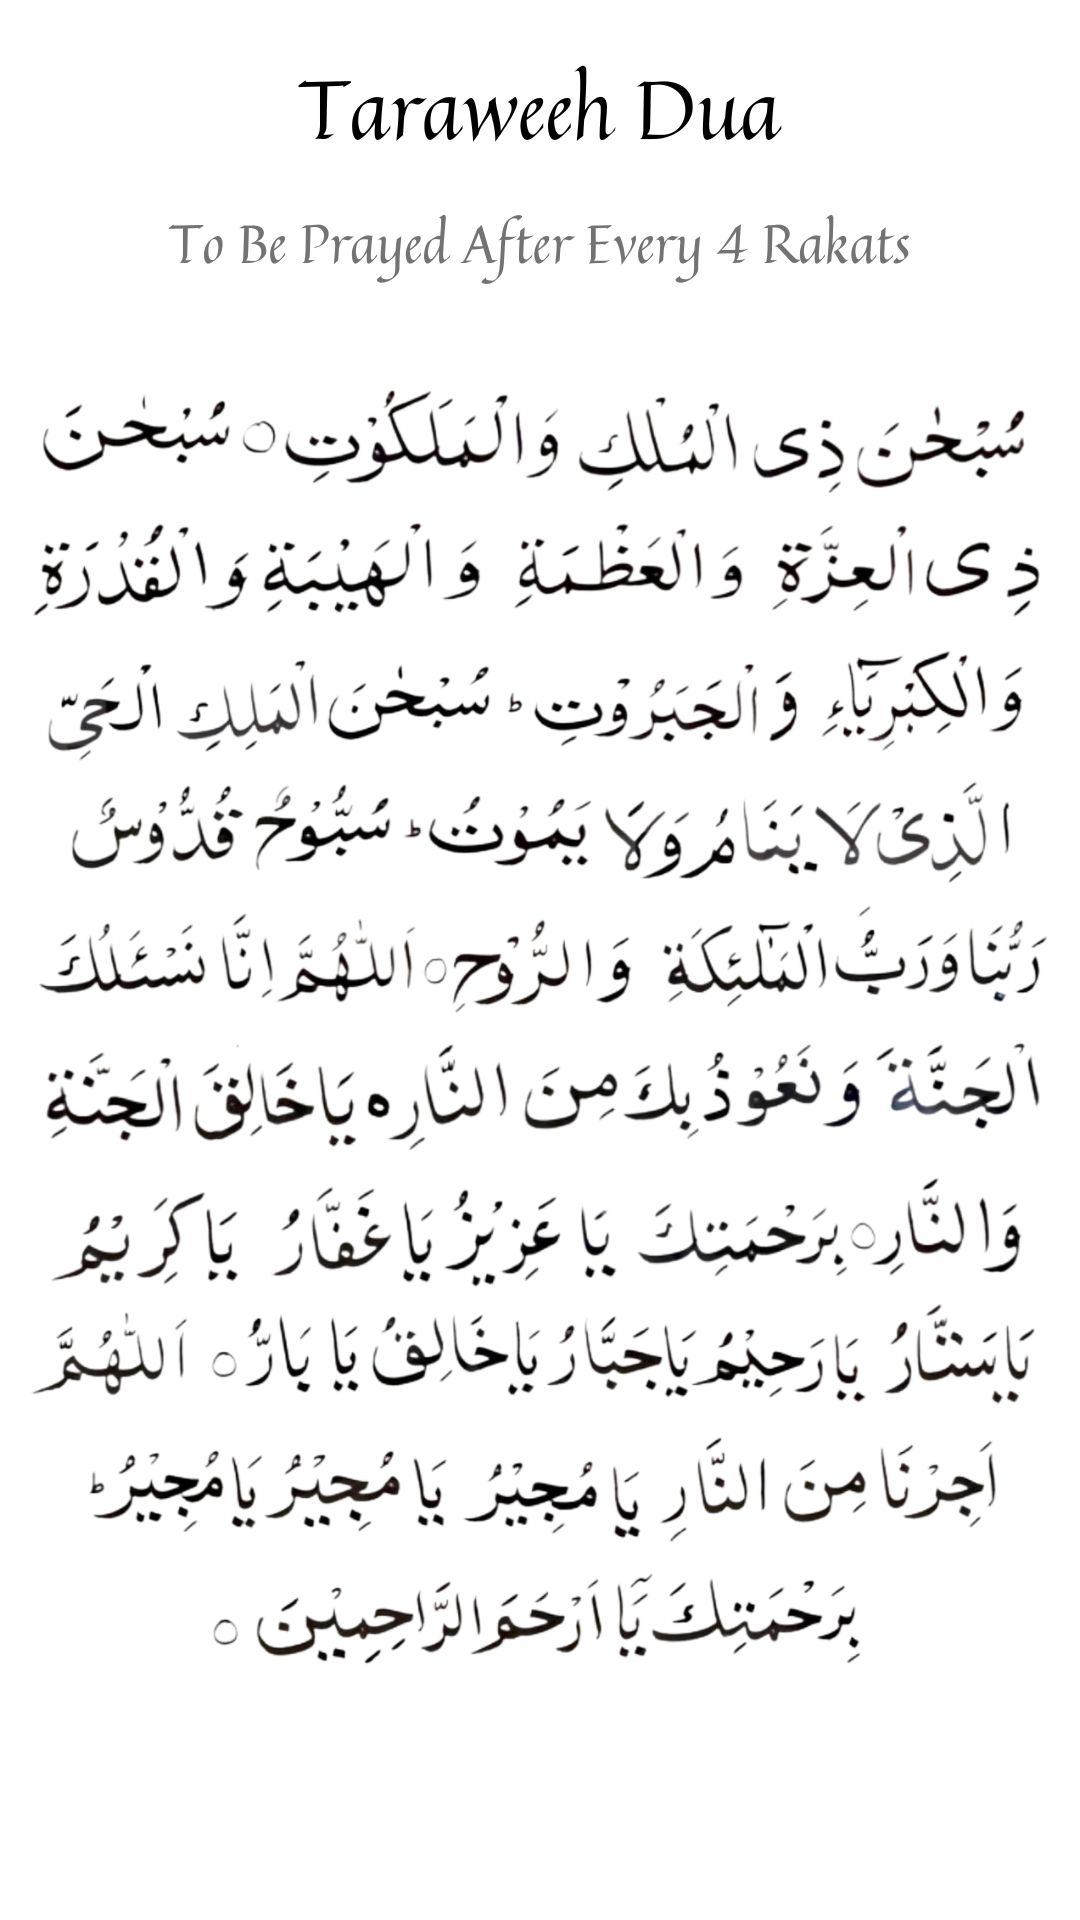 Taraweeh Dua
To Be Prayed After Every 4 Rakats
سُبْحٰنَ ذِی الْمُلْكِ وَالْمَلَكُوْتِ ○ سُبْحٰنَ
ذِی الْعِزَّةِ وَالْعَظْمَةِ وَالْهَيْبَةِ وَالْقُدْرَةِ
وَالْكِبْرِيَآءِ وَالْجَبَرُوْتِ ؕ سُبْحٰنَ الْمَلِكِ الْحَیِّ
الَّذِیْ لَا يَنَامُ وَلَا يَمُوْتُ ؕ سُبُّوْحٌ قُدُّوْسٌ
رَبُّنَا وَرَبُّ الْمَلٰٓئِكَةِ وَالرُّوْحِ ○ اَللّٰهُمَّ اِنَّا نَسْئَلُكَ
الْجَنَّةَ وَنَعُوْذُ بِكَ مِنَ النَّارِ ه يَا خَالِقَ الْجَنَّةِ
وَالنَّارِ ○ بِرَحْمَتِكَ يَا عَزِيْزُ يَا غَفَّارُ يَا كَرِيْمُ
يَا سَتَّارُ يَا رَحِيْمُ يَا جَبَّارُ يَا خَالِقُ يَا بَارُّ ○ اَللّٰهُمَّ
اَجِرْنَا مِنَ النَّارِ يَا مُجِيْرُ يَا مُجِيْرُ يَا مُجِيْرُ ؕ
بِرَحْمَتِكَ يَآ اَرْحَمَ الرَّاحِمِيْنَ ○